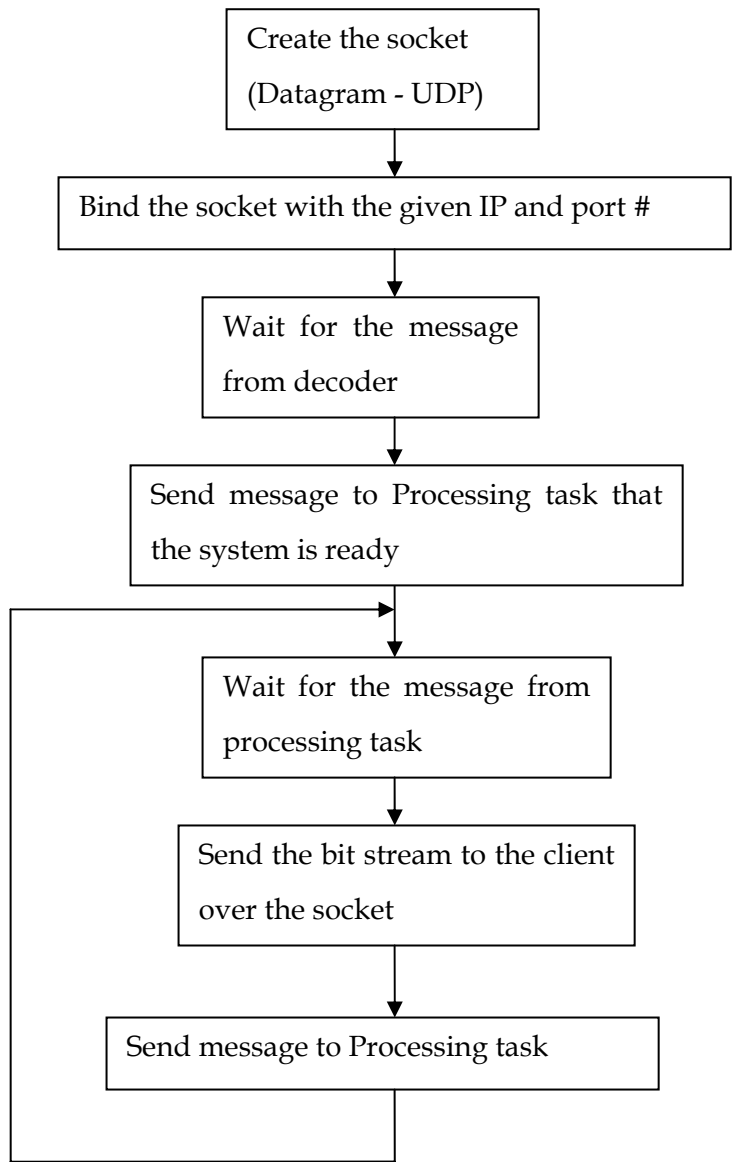 Create the socket
(Datagram - UDP)
Bind the socket with the given IP and port #
Wait for the message
from decoder
Send message to Processing task that
the system is ready
Wait for the message from
processing task
Send the bit stream to the client
over the socket
Send message to Processing task